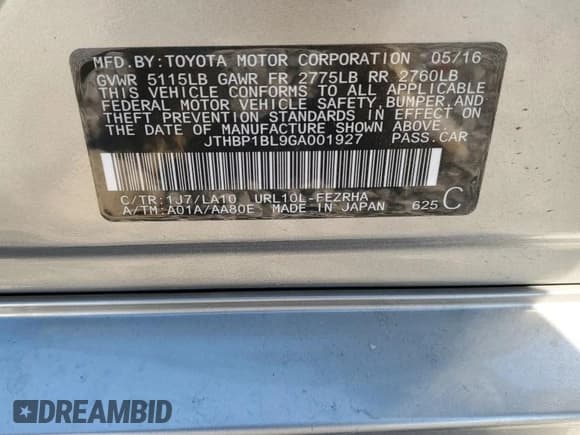 MFD.BY:TOYOTA MOTOR CORPORATION 05/16
GVWR 5115LB GAWR FR 2775LB RR 2760LB
THIS VEHICLE CONFORMS TO ALL APPLICABLE
FEDERAL MOTOR VEHICLE SAFETY,BUMPER,AND
THEFT PREVENTION STANDARDS IN EFFECT ON
THE DATE OF MANUFACTURE SHOWN ABOVE.
JTHBP1BL9GA001927 PASS.CAR
C/TR:1J7/LA10 URL10L-FEZRHA
A/TM:A01A/AA80E MADE IN JAPAN 625 C
DREAMBID